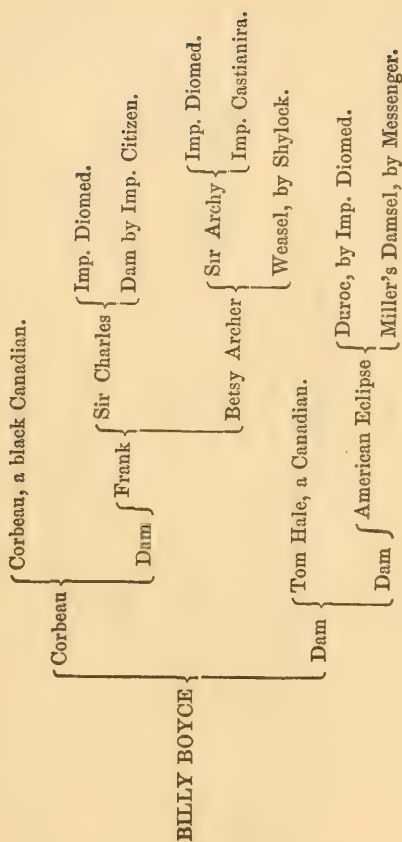 BILLY BOYCE
Corbeau
Corbeau, a black Canadian.
Dam
Frank
Sir Charles
Imp. Diomed.
Dam by Imp. Citizen.
Betsy Archer
Sir Archy
Imp. Diomed.
Imp. Castianira.
Weasel, by Shylock.
Dam
Tom Hale, a Canadian.
Dam
American Eclipse
Duroc, by Imp. Diomed.
Miller's Damsel, by Messenger.